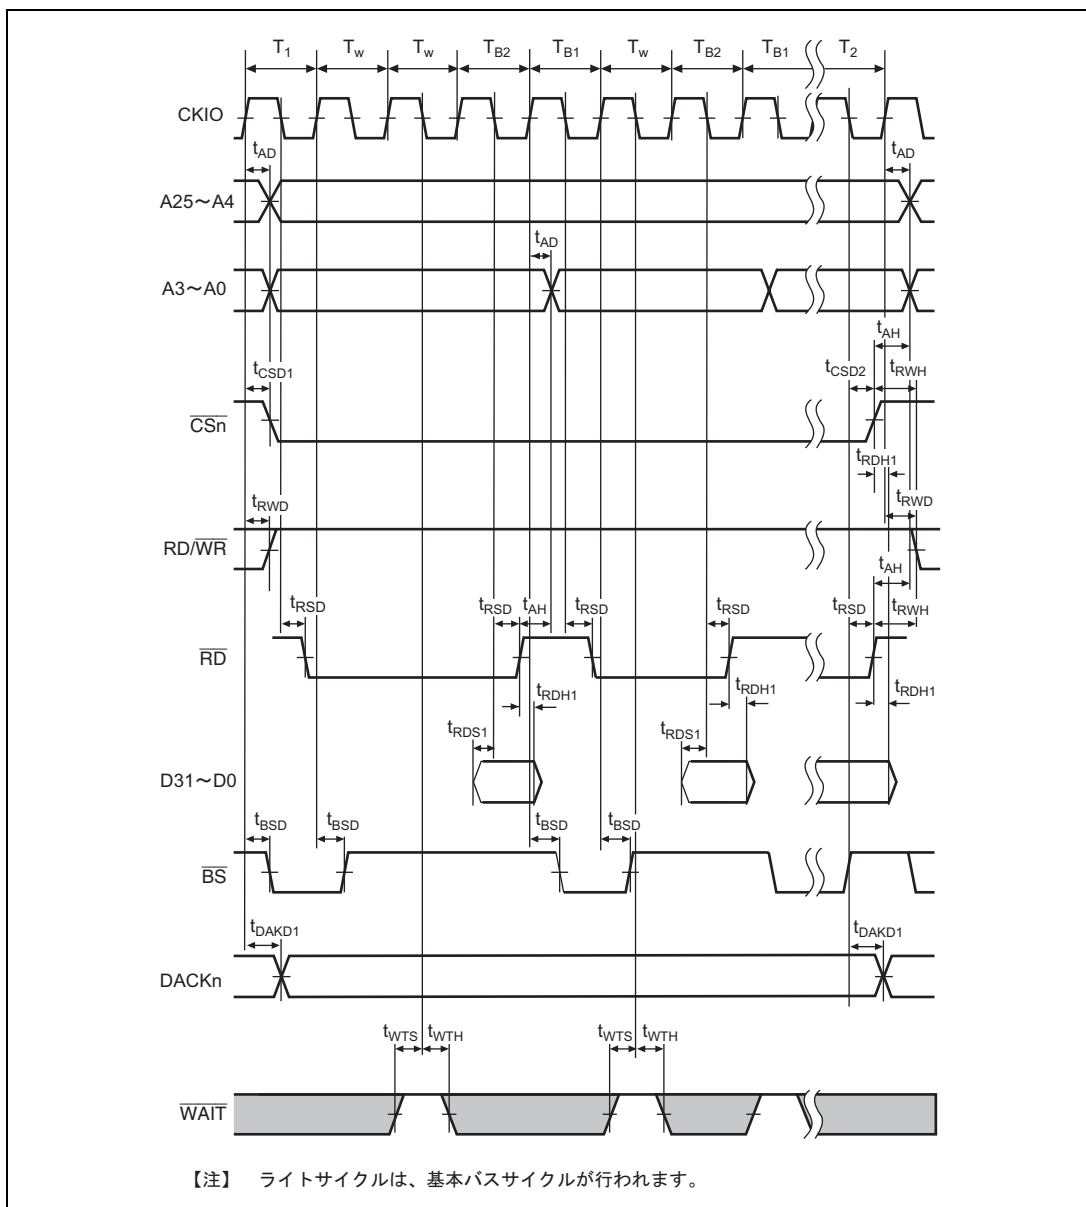 T1 Tw Tw TB2 TB1 Tw TB2 TB1 T2
CKIO
tAD tAD
A25～A4
tAD
A3～A0
tAH
tCSD1 tCSD2 tRWH
CSn
tRDH1
tRWD tRWD
RD/WR
tAH
tRSD tRSD tAH tRSD tRSD tRSD tRWH
RD
tRDH1 tRDH1 tRDH1
tRDS1 tRDS1
D31～D0
tBSD tBSD tBSD tBSD
BS
tDAKD1 tDAKD1
DACKn
tWTS tWTH tWTS tWTH
WAIT
【注】 ライトサイクルは、基本バスサイクルが行われます。